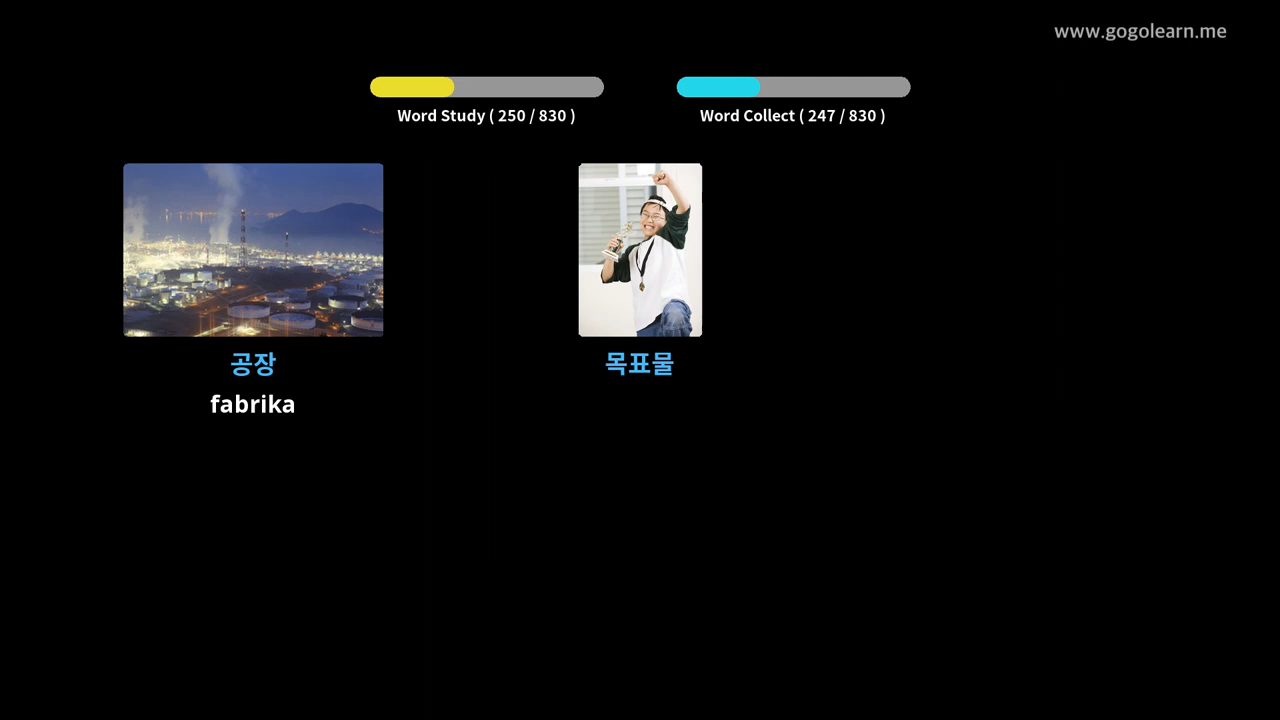 www.gogolearn.me
Word Study ( 250 / 830 )
Word Collect ( 247 / 830 )
공장
목표물
fabrika